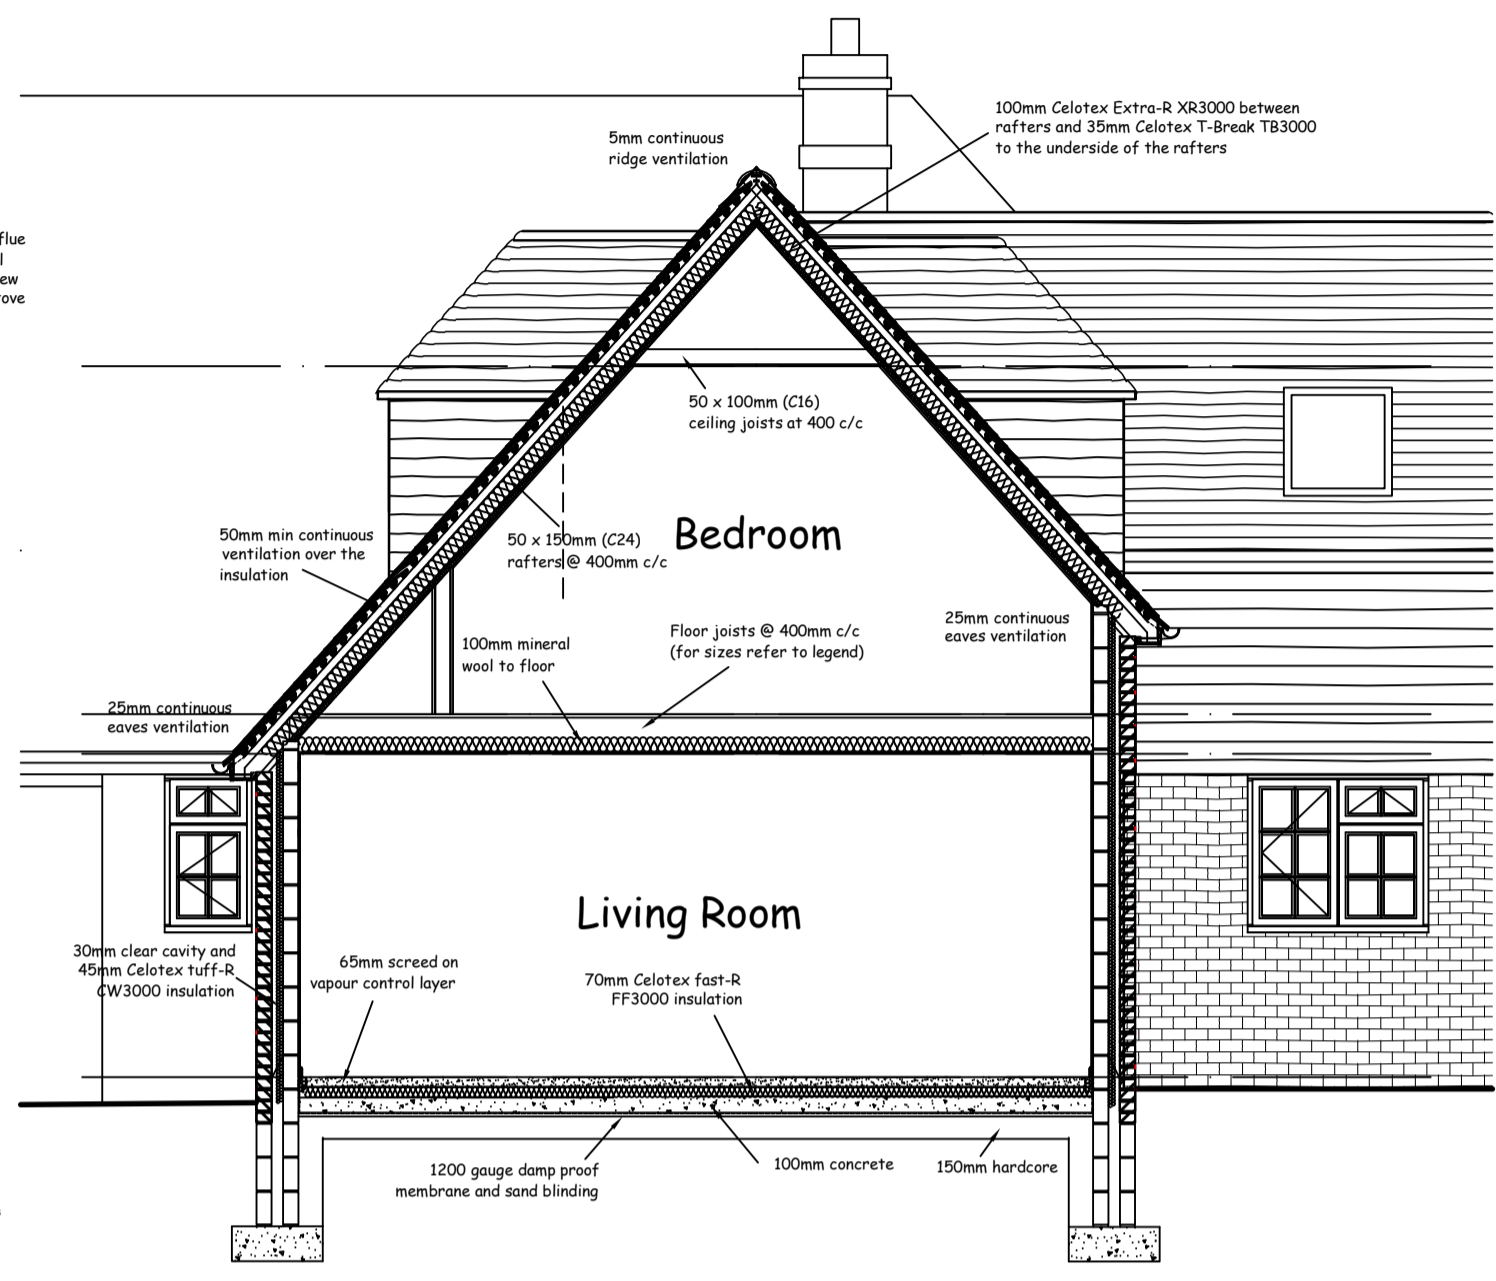 100mm Celotex Extra-R XR3000 between
rafters and 35mm Celotex T-Break TB3000
to the underside of the rafters
5mm continuous
ridge ventilation
flue
l
ew
ove
50 x 100mm (C16)
ceiling joists at 400 c/c
50mm min continuous
ventilation over the
insulation
50 x 150mm (C24)
rafters @ 400mm c/c
Bedroom
25mm continuous
eaves ventilation
Floor joists @ 400mm c/c
(for sizes refer to legend)
100mm mineral
wool to floor
25mm continuous
eaves ventilation
Living Room
30mm clear cavity and
45mm Celotex tuff-R
CW3000 insulation
65mm screed on
vapour control layer
70mm Celotex fast-R
FF3000 insulation
1200 gauge damp proof
membrane and sand blinding
100mm concrete
150mm hardcore